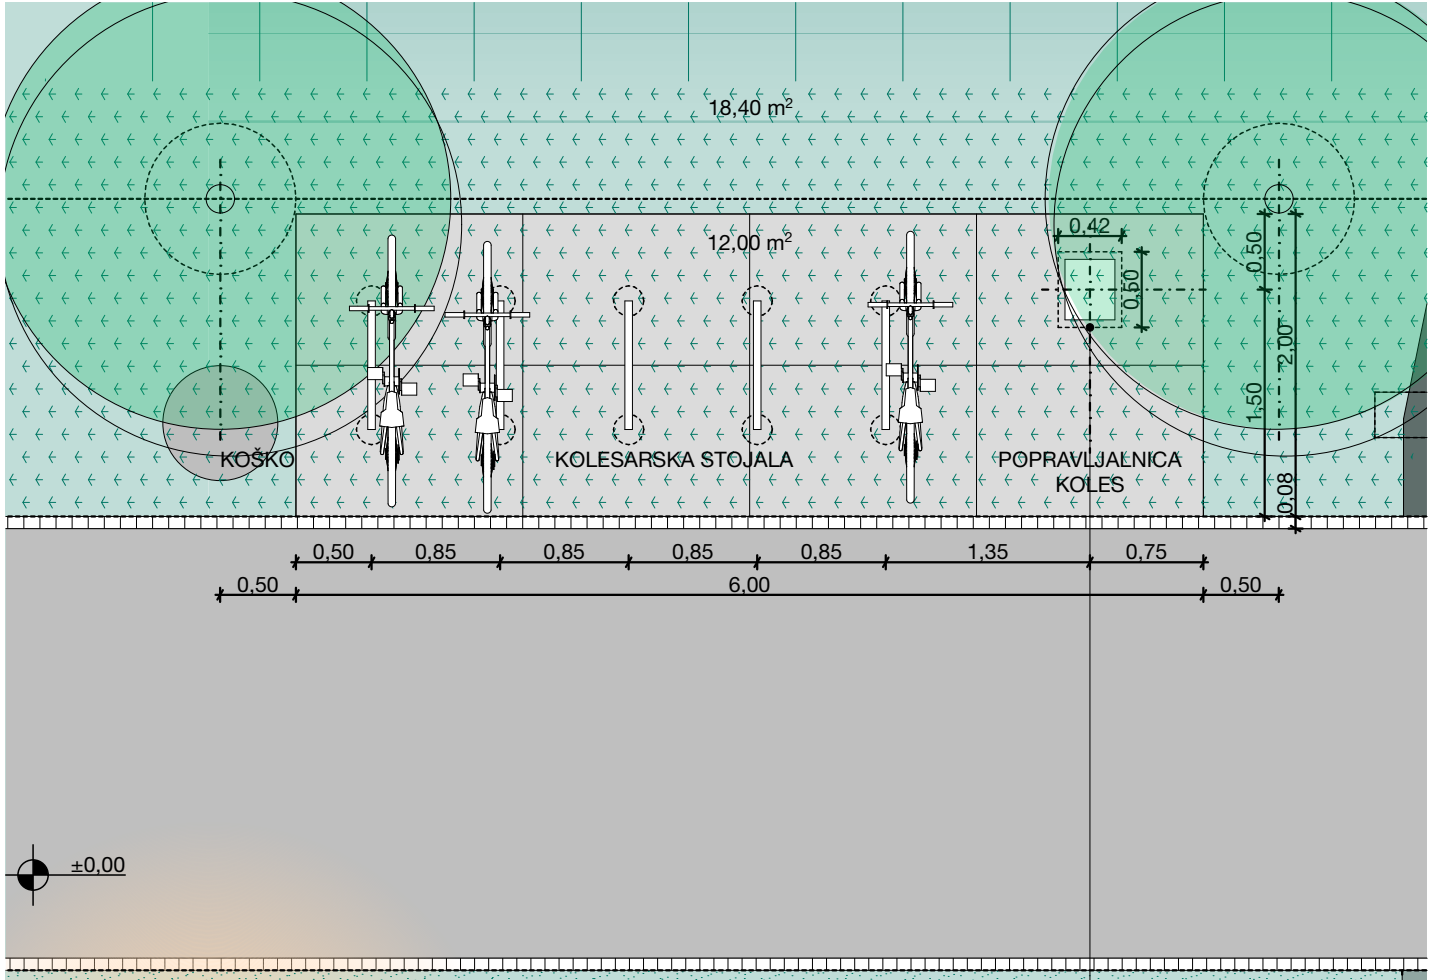 18,40 m²
12,00 m²
0,42
0,50
0,50
2,00
1,50
0,08
KOŠKO
KOLESARSKA STOJALA
POPRAVLJALNICA
KOLES
0,50 0,85 0,85 0,85 0,85 1,35 0,75
0,50 6,00 0,50
±0,00